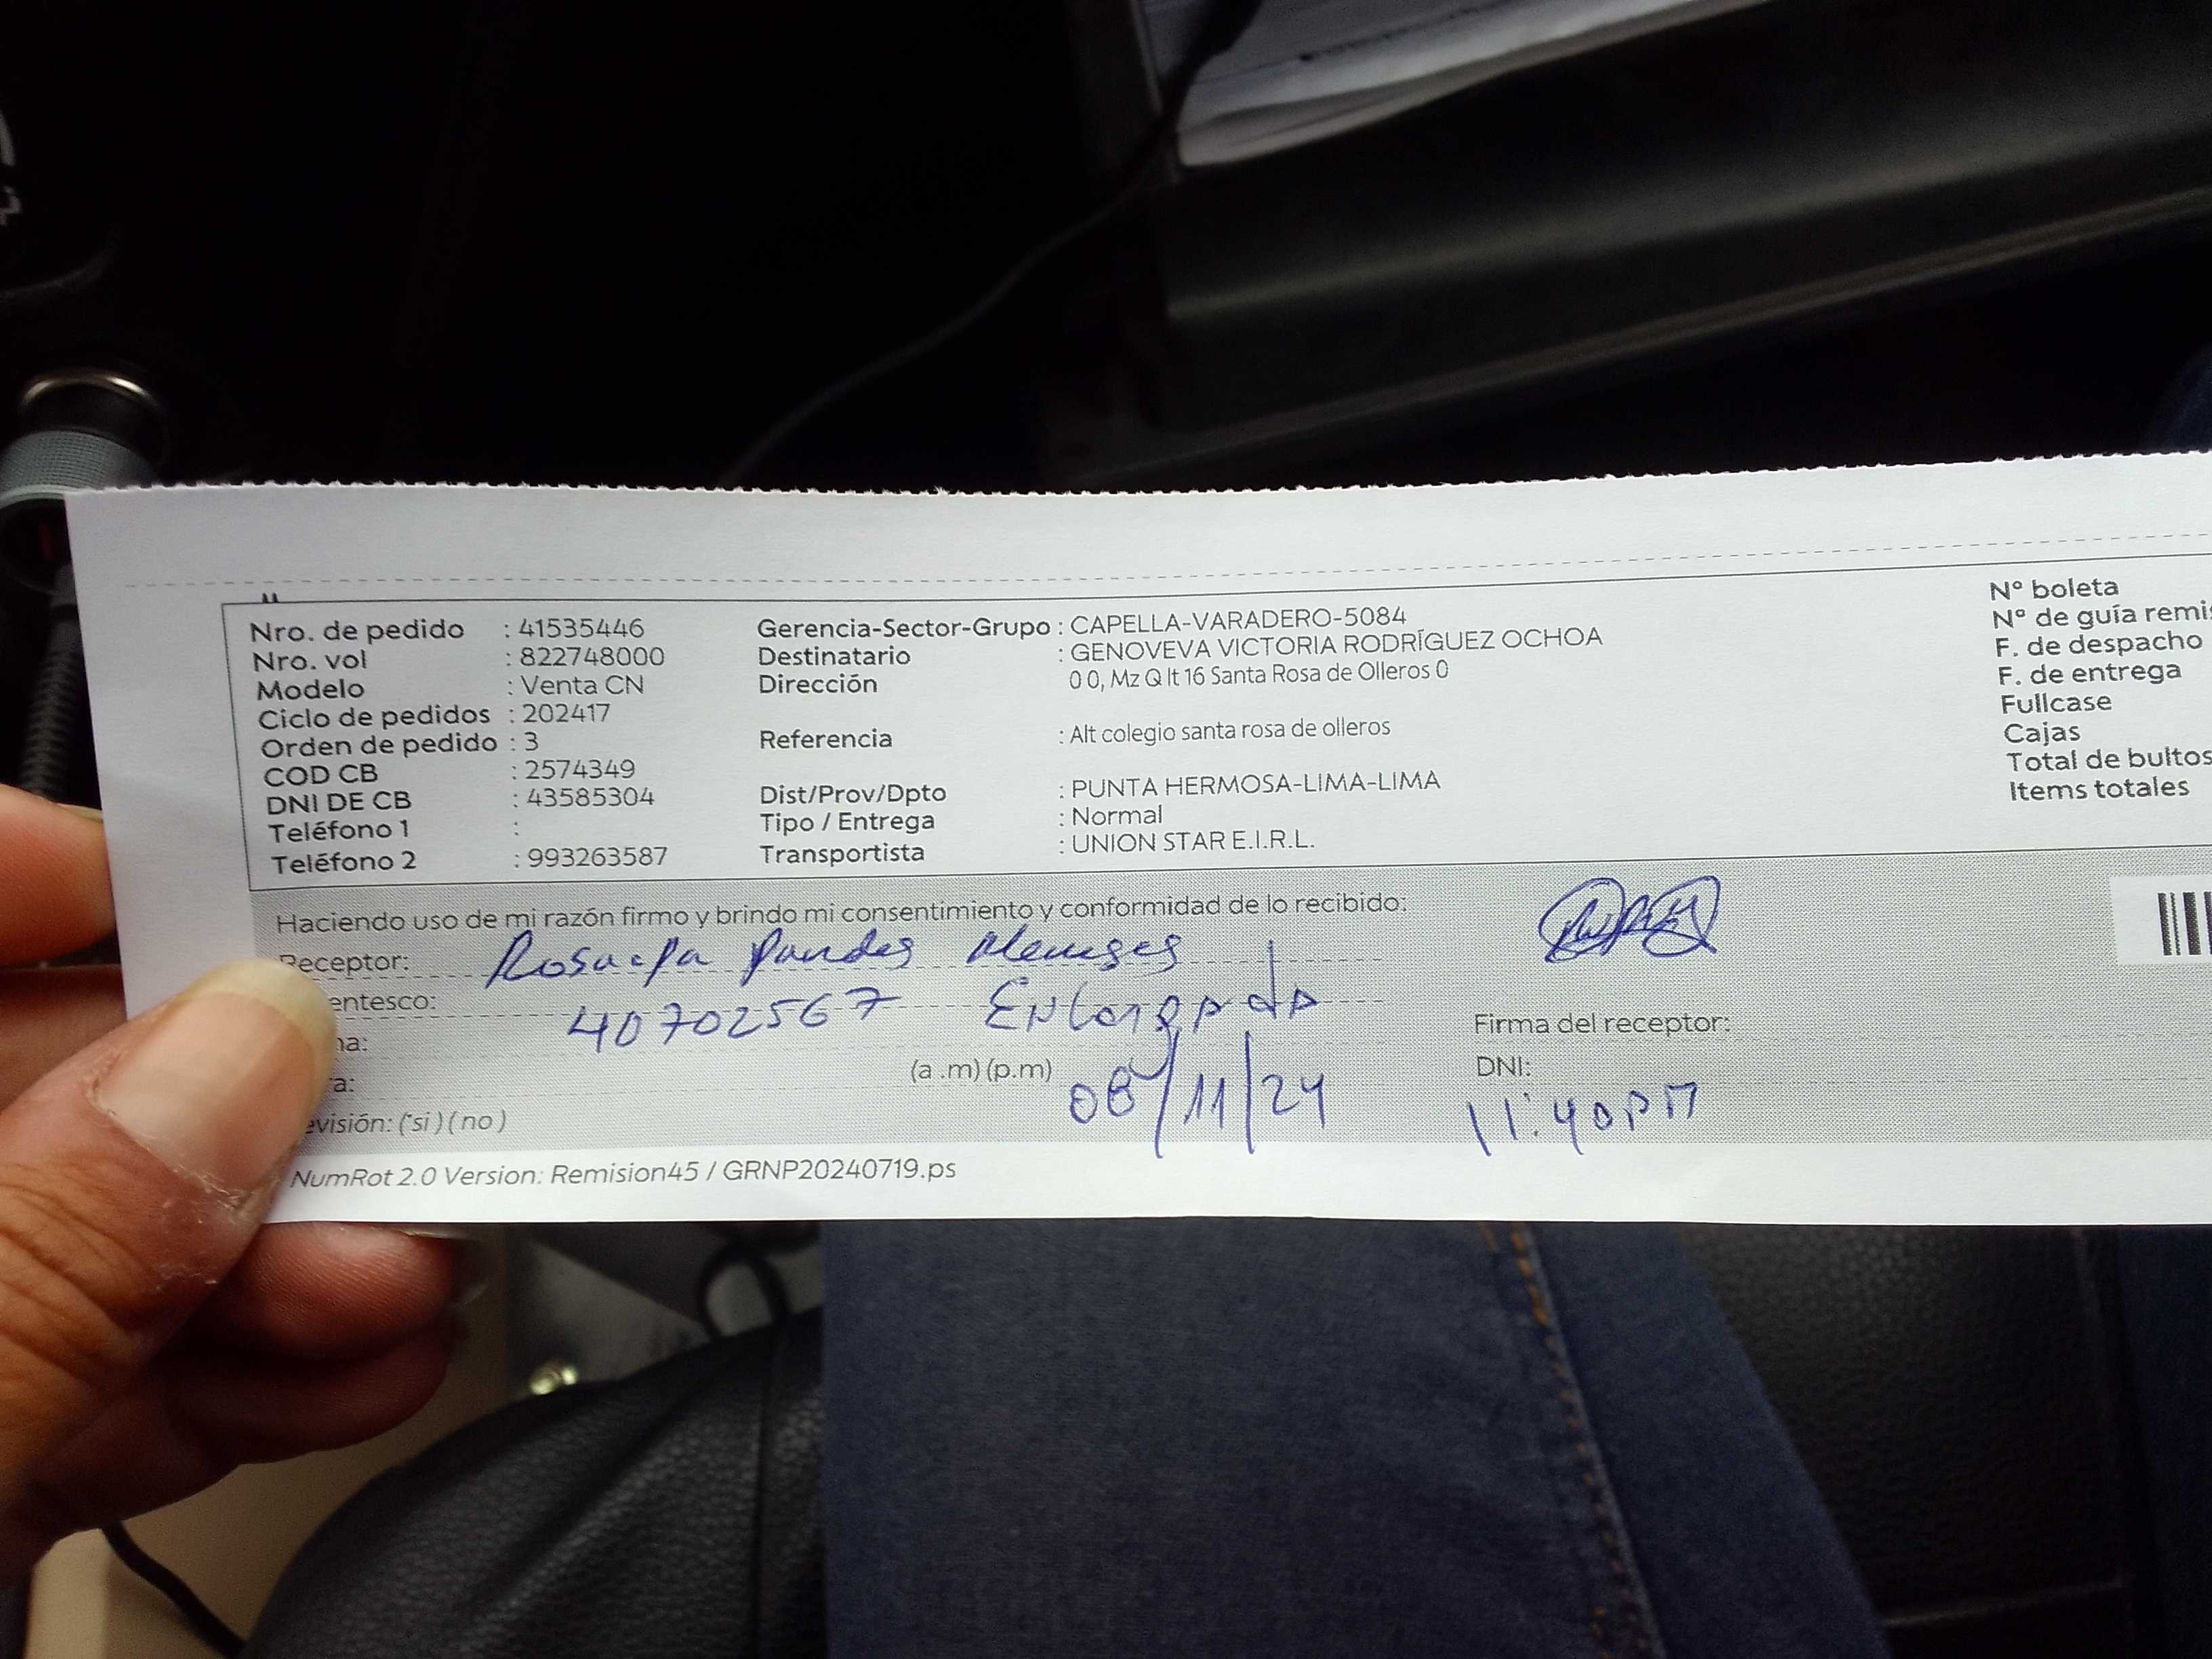 Nro. de pedido : 41535446
Nro. vol : 822748000
Modelo : Venta CN
Ciclo de pedidos : 202417
Orden de pedido : 3
COD CB : 2574349
DNI DE CB : 43585304
Teléfono 1 :
Teléfono 2 : 993263587
Gerencia-Sector-Grupo : CAPELLA-VARADERO-5084
Destinatario : GENOVEVA VICTORIA RODRÍGUEZ OCHOA
Dirección 0 0, Mz Q lt 16 Santa Rosa de Olleros 0
Referencia : Alt colegio santa rosa de olleros
Dist/Prov/Dpto : PUNTA HERMOSA-LIMA-LIMA
Tipo / Entrega : Normal
Transportista : UNION STAR E.I.R.L.
N° boleta
N° de guía remis
F. de despacho
F. de entrega
Fullcase
Cajas
Total de bultos
Items totales
Haciendo uso de mi razón firmo y brindo mi consentimiento y conformidad de lo recibido:
Receptor:
entesco: 40702567
na:
a: (a .m) (p.m) 08/11/24
evisión: (si ) ( no )
Firma del receptor:
DNI:
11:40 PM
NumRot 2.0 Version: Remision45 / GRNP20240719.ps